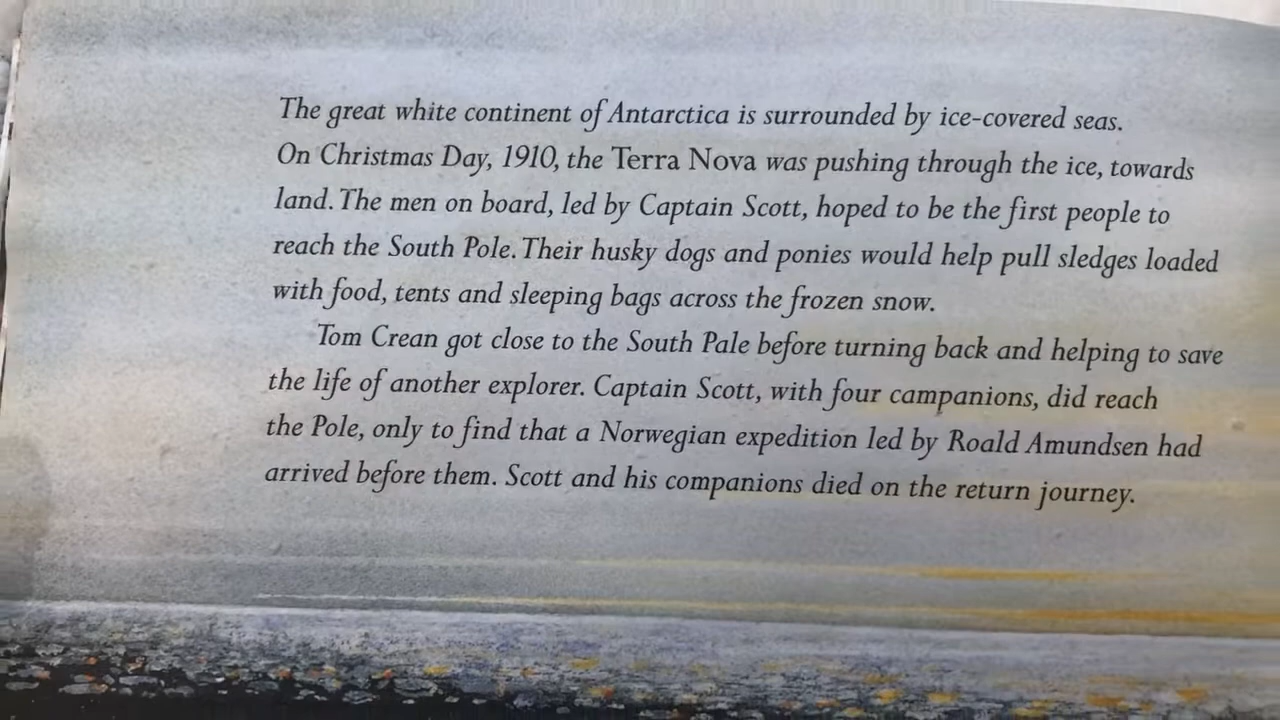 The great white continent of Antarctica is surrounded by ice-covered seas.
On Christmas Day, 1910, the Terra Nova was pushing through the ice, towards
land. The men on board, led by Captain Scott, hoped to be the first people to
reach the South Pole. Their husky dogs and ponies would help pull sledges loaded
with food, tents and sleeping bags across the frozen snow.
Tom Crean got close to the South Pale before turning back and helping to save
the life of another explorer. Captain Scott, with four campanions, did reach
the Pole, only to find that a Norwegian expedition led by Roald Amundsen had
arrived before them. Scott and his companions died on the return journey.